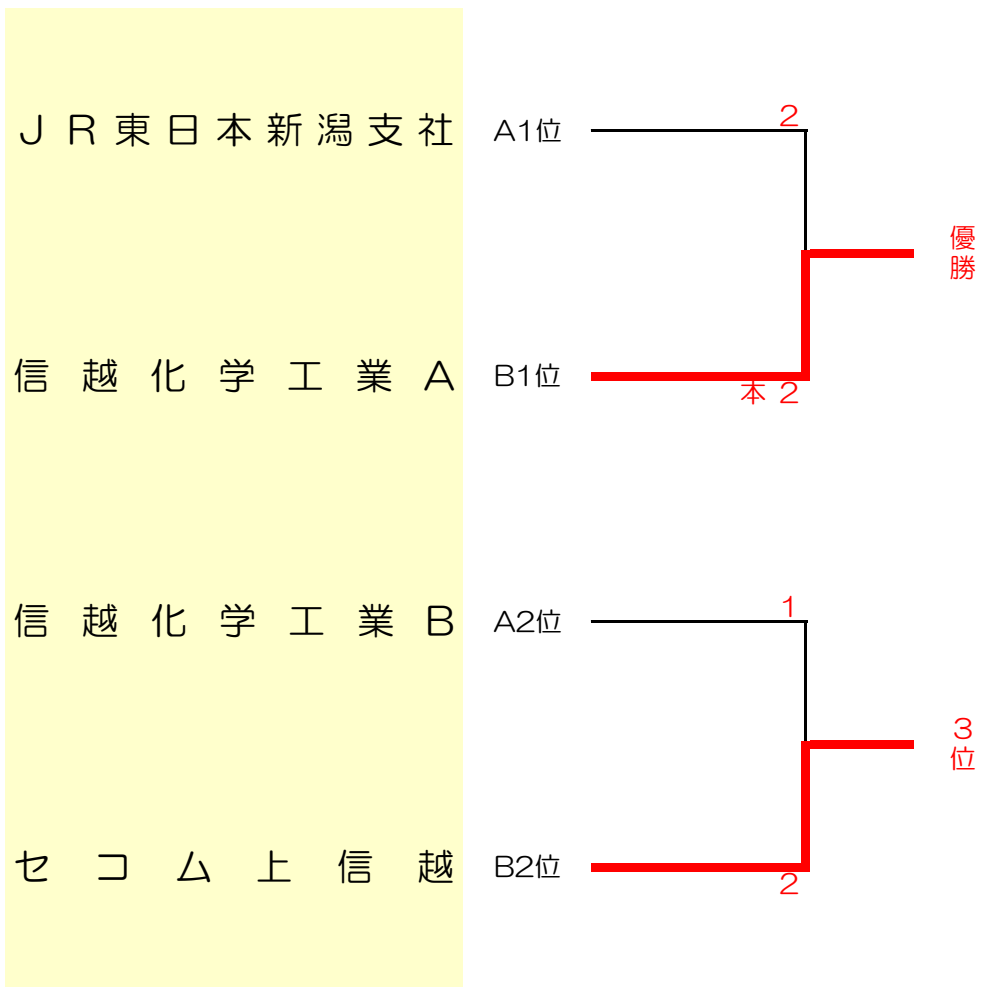 2
JR東日本新潟支社 A1位
優勝
信越化学工業A B1位
本 2
1
信越化学工業B A2位
3位
セコム上信越 B2位
2